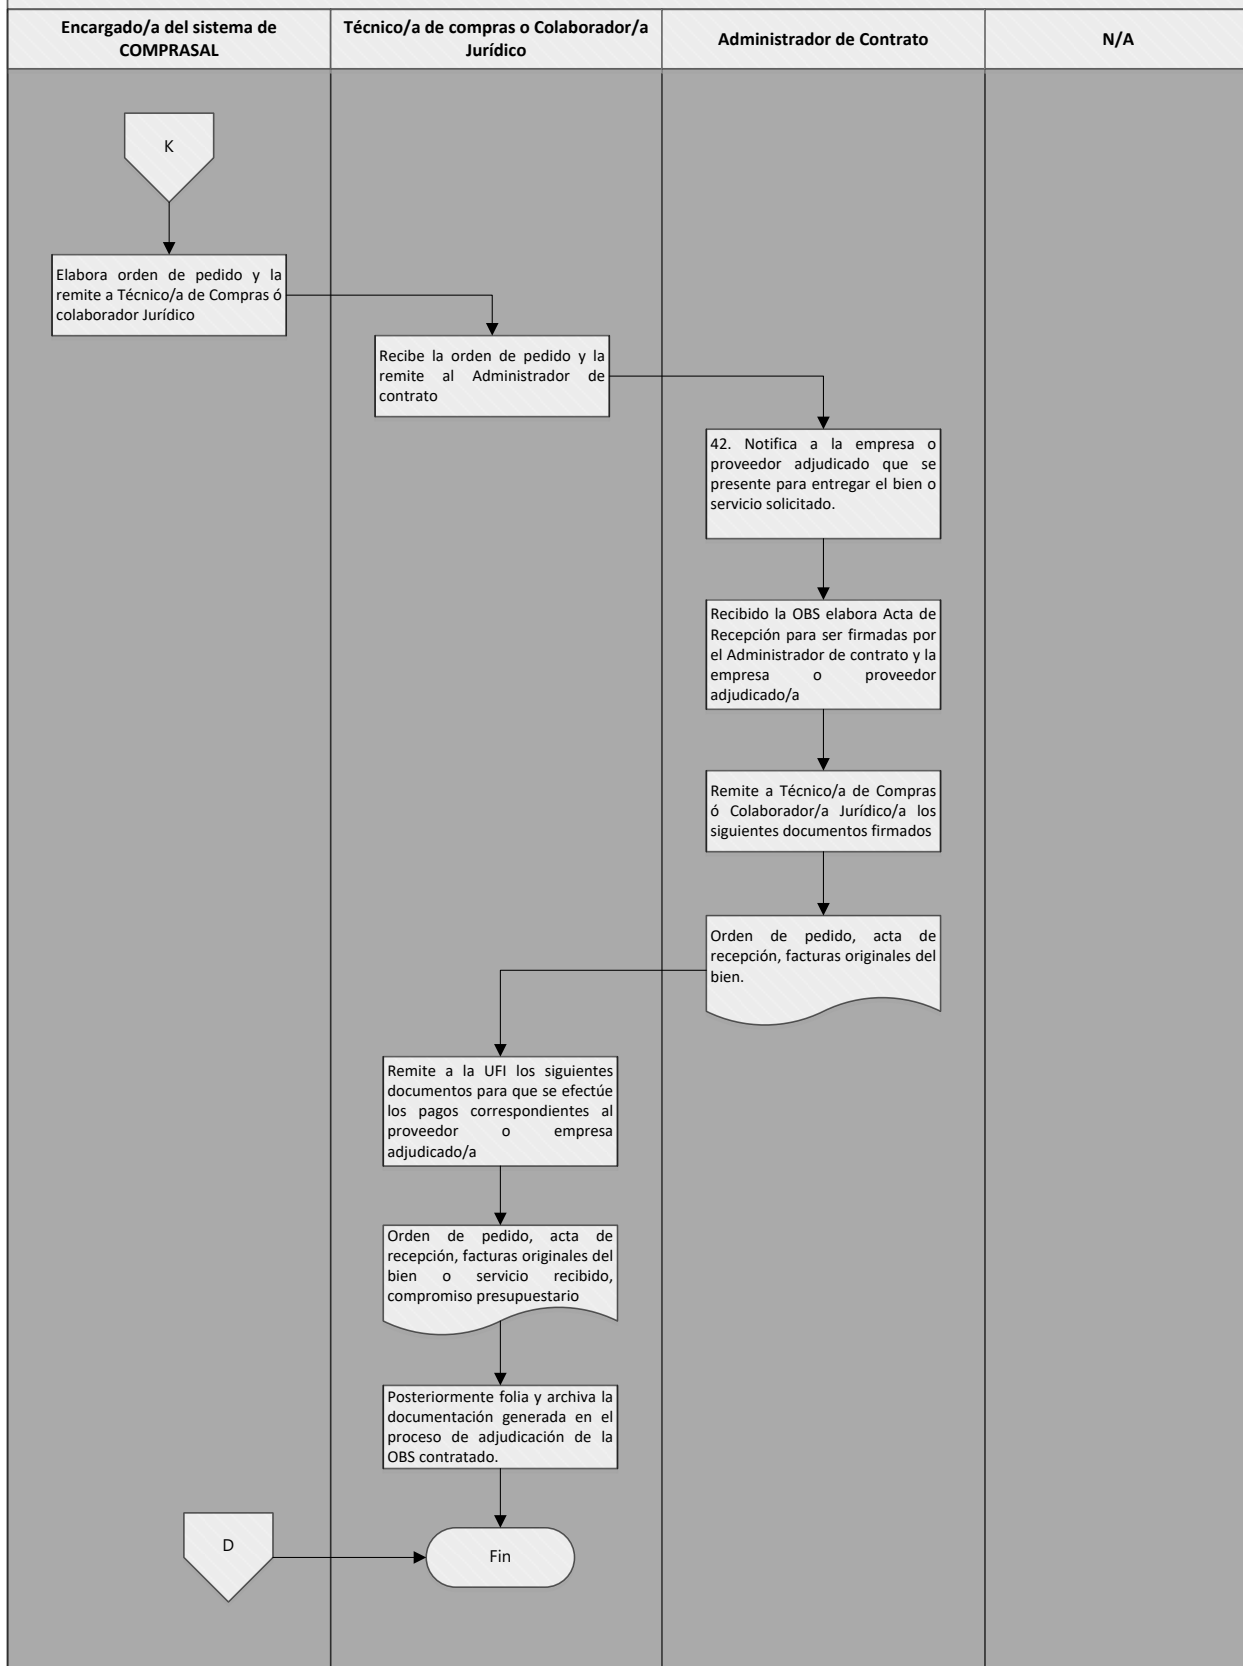 Encargado/a del sistema de
COMPRASAL
Técnico/a de compras o Colaborador/a
Jurídico
Administrador de Contrato
N/A
K
Elabora orden de pedido y la
remite a Técnico/a de Compras ó
colaborador Jurídico
Recibe la orden de pedido y la
remite al Administrador de
contrato
42. Notifica a la empresa o
proveedor adjudicado que se
presente para entregar el bien o
servicio solicitado.
Recibido la OBS elabora Acta de
Recepción para ser firmadas por
el Administrador de contrato y la
empresa o proveedor
adjudicado/a
Remite a Técnico/a de Compras
ó Colaborador/a Jurídico/a los
siguientes documentos firmados
Orden de pedido, acta de
recepción, facturas originales del
bien.
Remite a la UFI los siguientes
documentos para que se efectúe
los pagos correspondientes al
proveedor o empresa
adjudicado/a
Orden de pedido, acta de
recepción, facturas originales del
bien o servicio recibido,
compromiso presupuestario
Posteriormente folia y archiva la
documentación generada en el
proceso de adjudicación de la
OBS contratado.
D
Fin